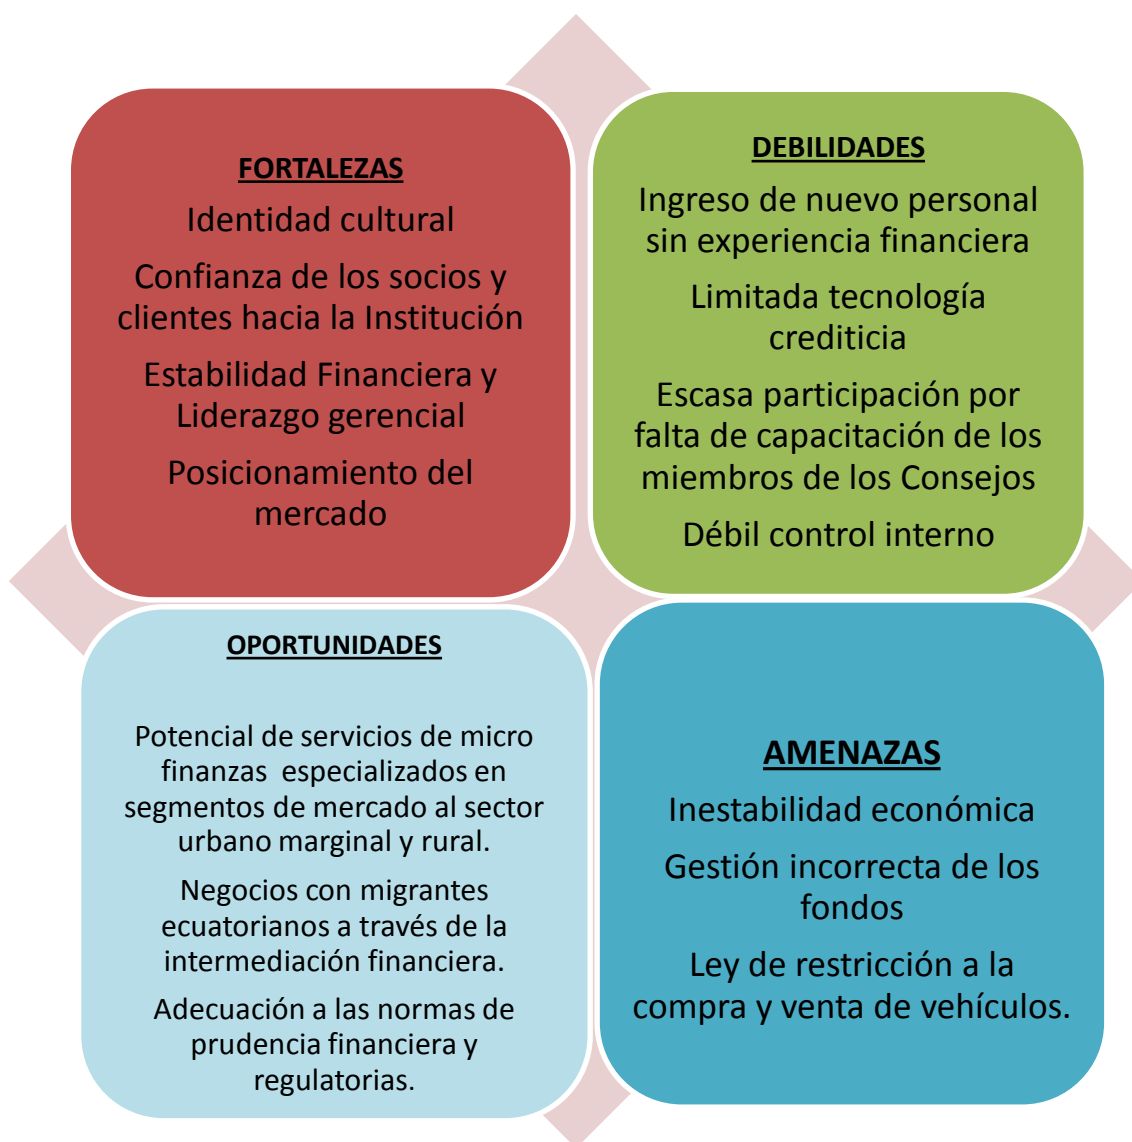 FORTALEZAS
Identidad cultural
Confianza de los socios y
clientes hacia la Institución
Estabilidad Financiera y
Liderazgo gerencial
Posicionamiento del
mercado
DEBILIDADES
Ingreso de nuevo personal
sin experiencia financiera
Limitada tecnología
crediticia
Escasa participación por
falta de capacitación de los
miembros de los Consejos
Débil control interno
OPORTUNIDADES
Potencial de servicios de micro
finanzas especializados en
segmentos de mercado al sector
urbano marginal y rural.
Negocios con migrantes
ecuatorianos a través de la
intermediación financiera.
Adecuación a las normas de
prudencia financiera y
regulatorias.
AMENAZAS
Inestabilidad económica
Gestión incorrecta de los
fondos
Ley de restricción a la
compra y venta de vehículos.